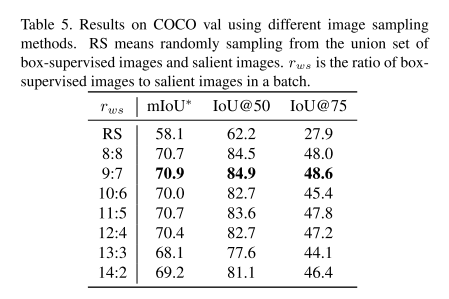 Table 5. Results on COCO val using different image sampling
methods. RS means randomly sampling from the union set of
box-supervised images and salient images. r_ws is the ratio of box-
supervised images to salient images in a batch.
r_ws mIoU* IoU@50 IoU@75
RS 58.1 62.2 27.9
8:8 70.7 84.5 48.0
9:7 70.9 84.9 48.6
10:6 70.0 82.7 45.4
11:5 70.7 83.6 47.8
12:4 70.4 82.7 47.2
13:3 68.1 77.6 44.1
14:2 69.2 81.1 46.4